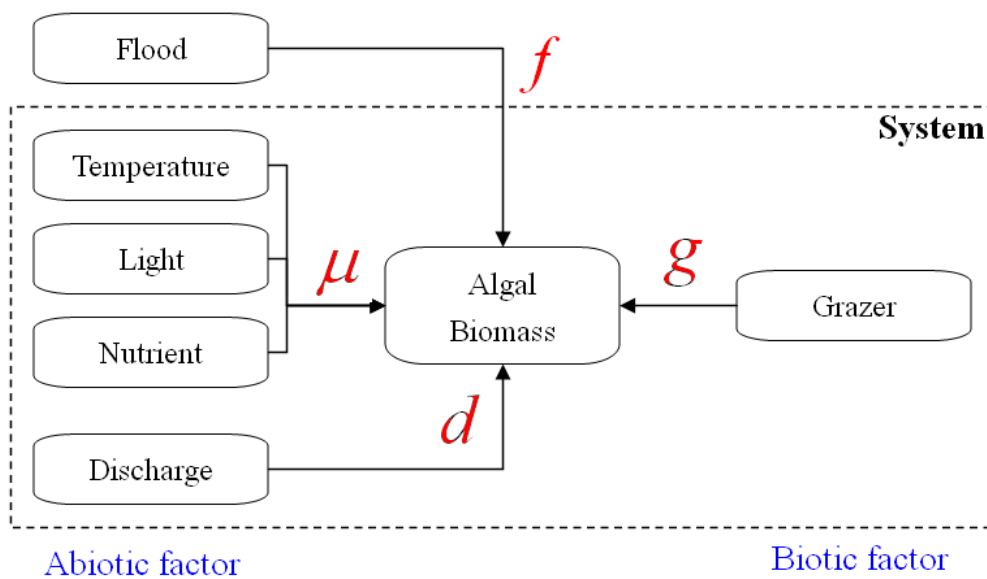 Flood
f
System
Temperature
Light
μ
Nutrient
Algal
Biomass
g
Grazer
d
Discharge
Abiotic factor
Biotic factor